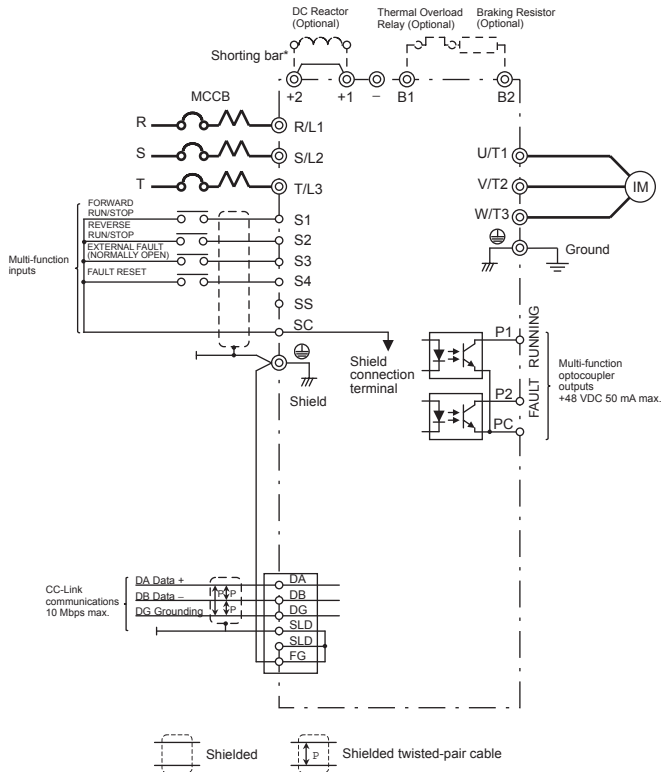 DC Reactor
(Optional)
Thermal Overload
Relay (Optional)
Braking Resistor
(Optional)
Shorting bar*
+2
+1
−
B1
B2
MCCB
R
R/L1
S
S/L2
T
T/L3
U/T1
V/T2
W/T3
IM
Ground
Multi-function
inputs
FORWARD
RUN/STOP
S1
REVERSE
RUN/STOP
S2
EXTERNAL FAULT
(NORMALLY OPEN)
S3
FAULT RESET
S4
SS
SC
Shield
connection
terminal
Shield
P1
P2
PC
RUNNING
FAULT
Multi-function
optocoupler
outputs
+48 VDC 50 mA max.
CC-Link
communications
10 Mbps max.
DA Data +
DB Data −
DG Grounding
P
P
P
DA
DB
DG
SLD
SLD
FG
Shielded
P
Shielded twisted-pair cable